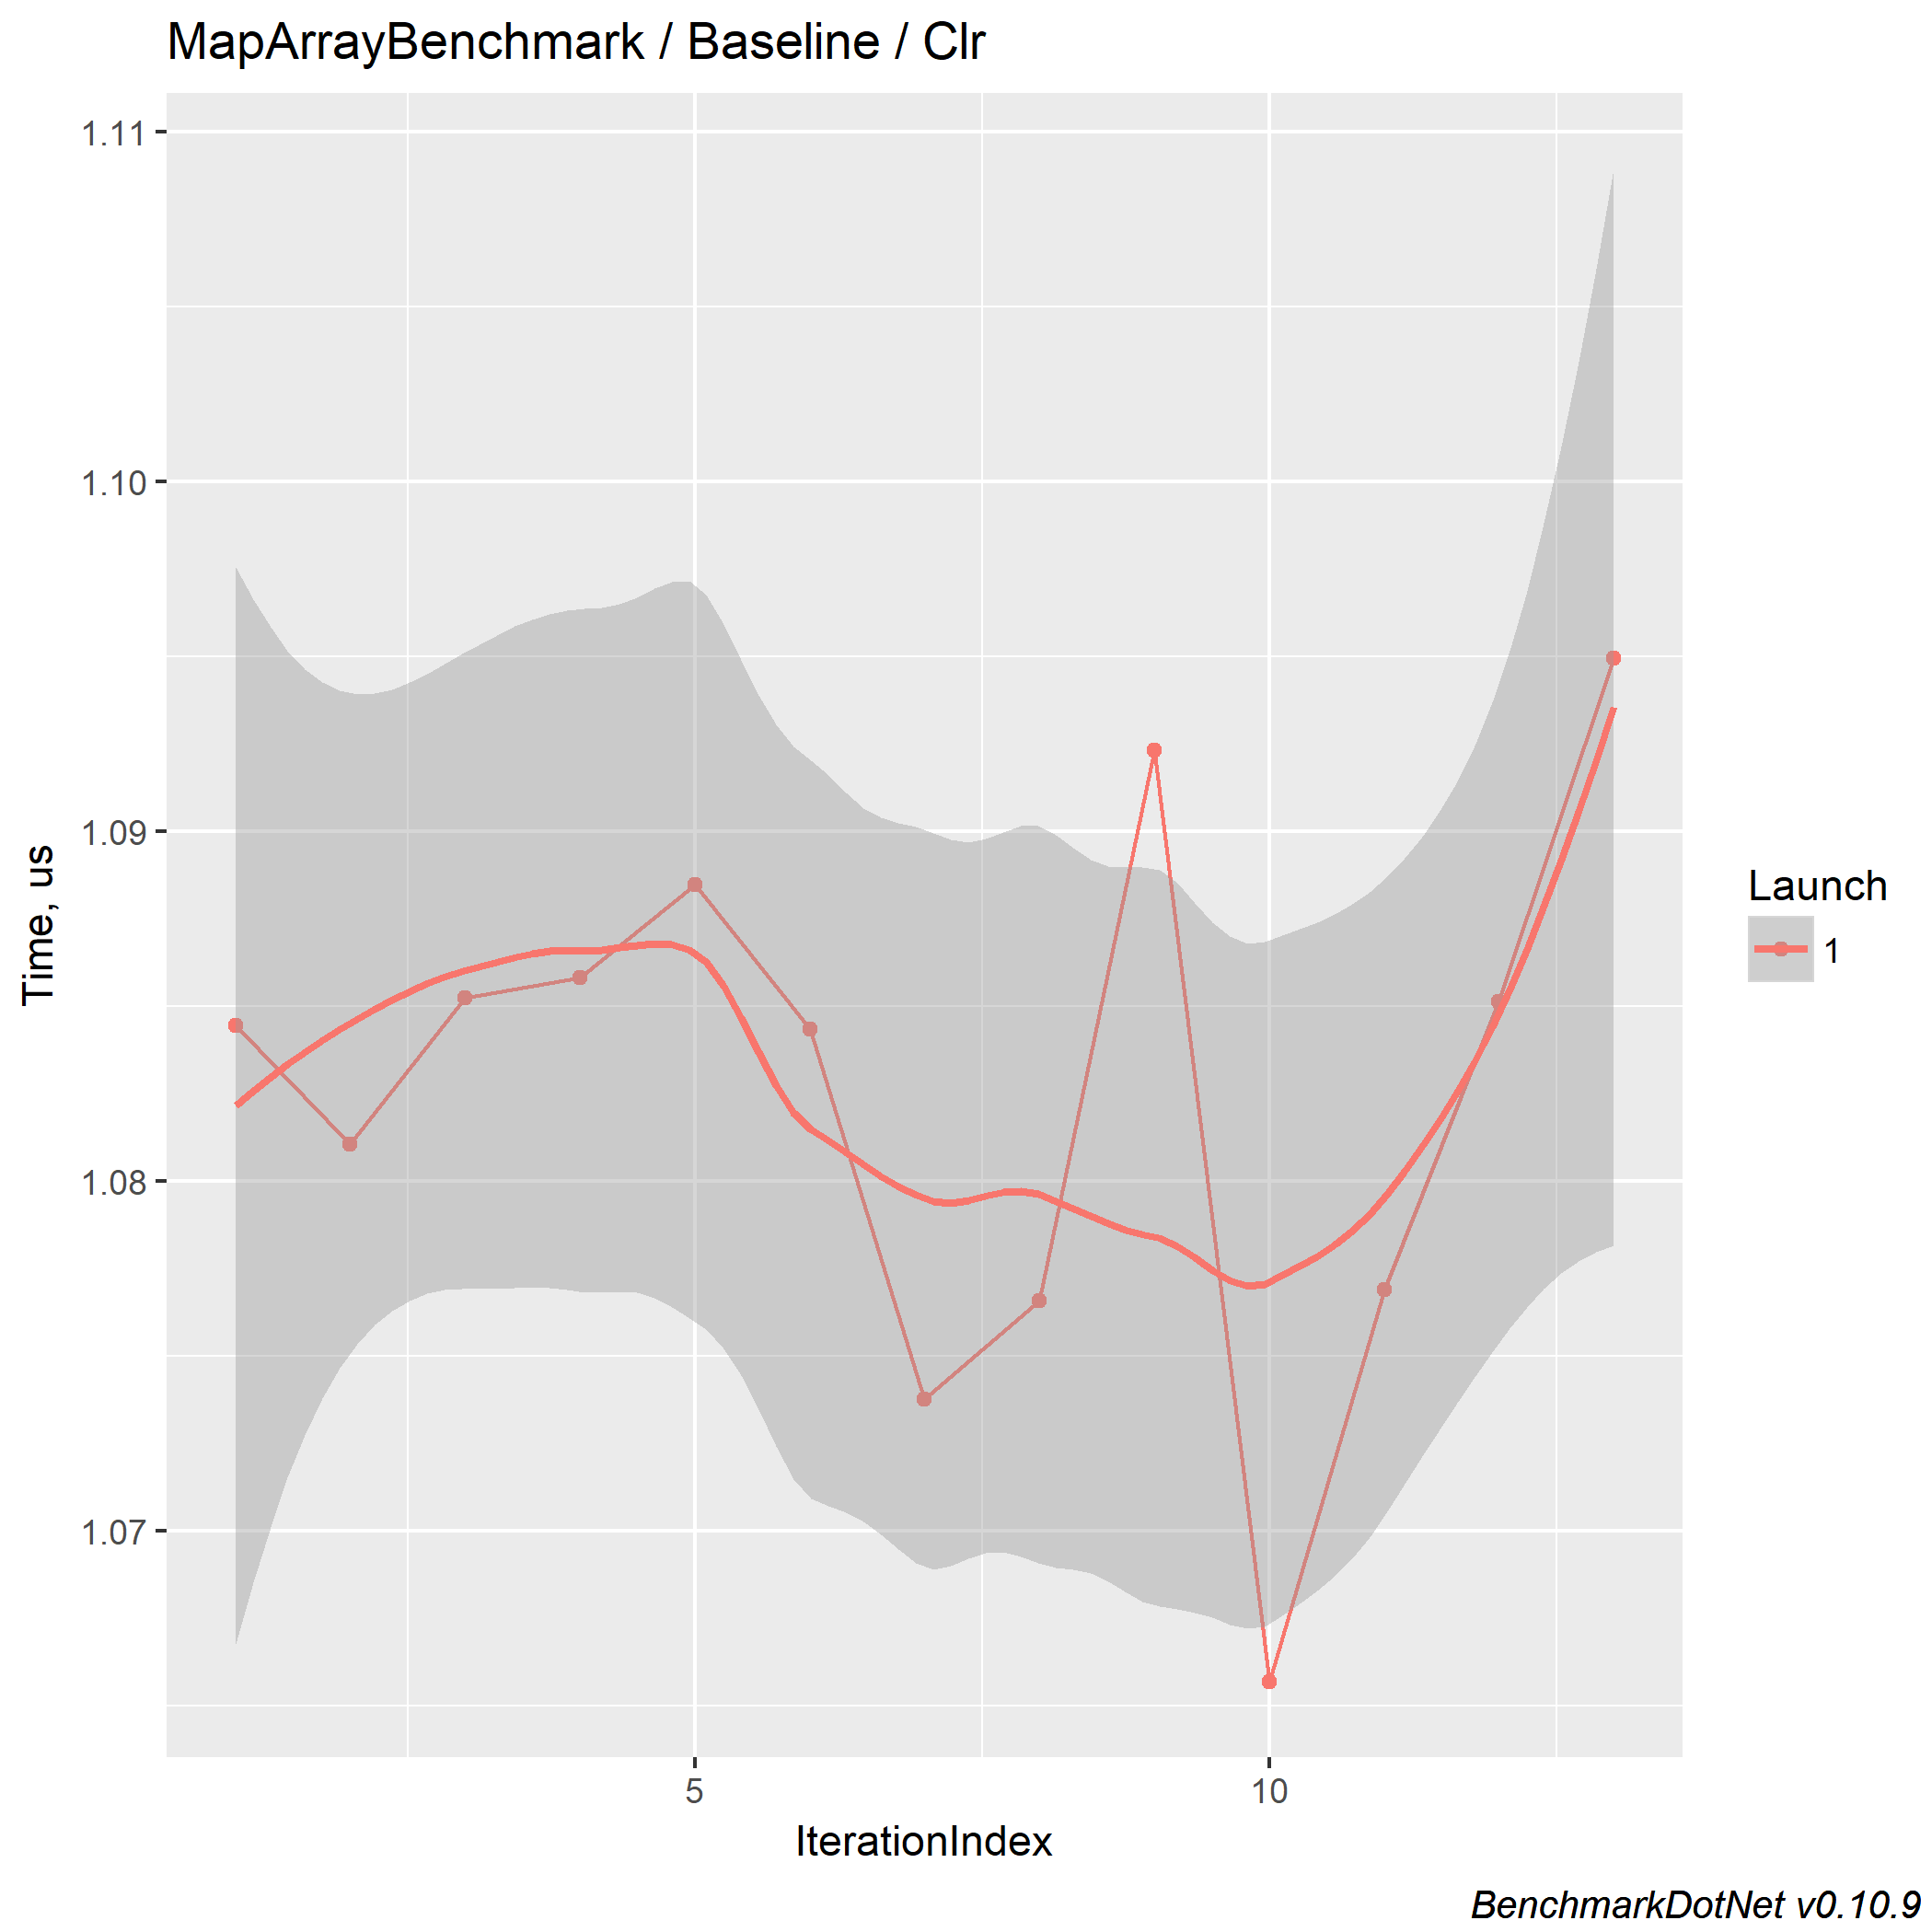 MapArrayBenchmark / Baseline / Clr
1.11
1.10
1.09
1.08
1.07
Time, us
5
10
IterationIndex
Launch
1
BenchmarkDotNet v0.10.9